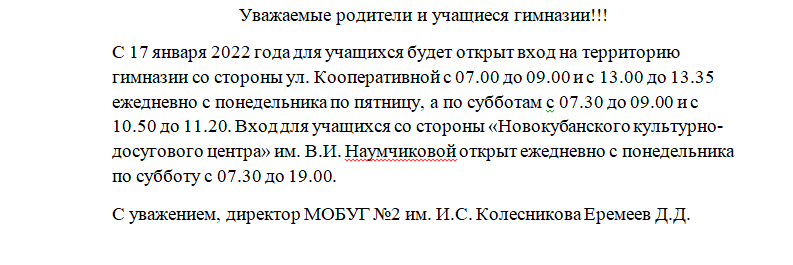 Уважаемые родители и учащиеся гимназии!!!
С 17 января 2022 года для учащихся будет открыт вход на территорию
гимназии со стороны ул. Кооперативной с 07.00 до 09.00 и с 13.00 до 13.35
ежедневно с понедельника по пятницу, а по субботам с 07.30 до 09.00 и с
10.50 до 11.20. Вход для учащихся со стороны «Новокубанского культурно-
досугового центра» им. В.И. Наумчиковой открыт ежедневно с понедельника
по субботу с 07.30 до 19.00.
С уважением, директор МОБУГ №2 им. И.С. Колесникова Еремеев Д.Д.